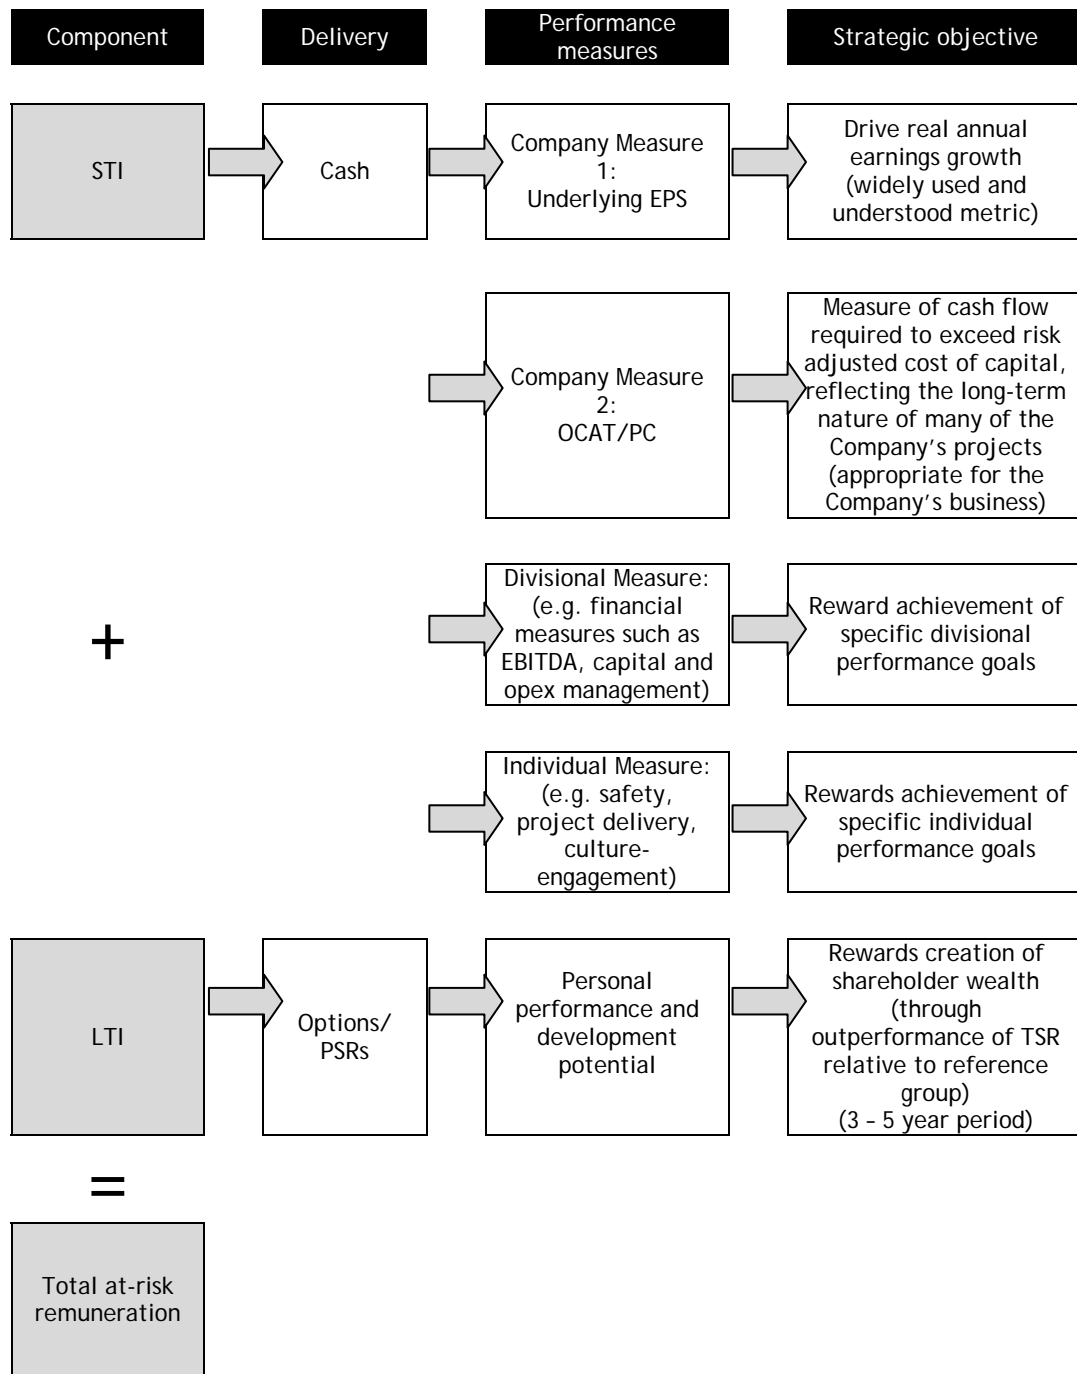 Component
Delivery
Performance
measures
Strategic objective
STI
Cash
Company Measure
1:
Underlying EPS
Drive real annual
earnings growth
(widely used and
understood metric)
Company Measure
2:
OCAT/PC
Measure of cash flow
required to exceed risk
adjusted cost of capital,
reflecting the long-term
nature of many of the
Company’s projects
(appropriate for the
Company’s business)
+
Divisional Measure:
(e.g. financial
measures such as
EBITDA, capital and
opex management)
Reward achievement of
specific divisional
performance goals
Individual Measure:
(e.g. safety,
project delivery,
culture-
engagement)
Rewards achievement of
specific individual
performance goals
LTI
Options/
PSRs
Personal
performance and
development
potential
Rewards creation of
shareholder wealth
(through
outperformance of TSR
relative to reference
group)
(3 – 5 year period)
=
Total at-risk
remuneration